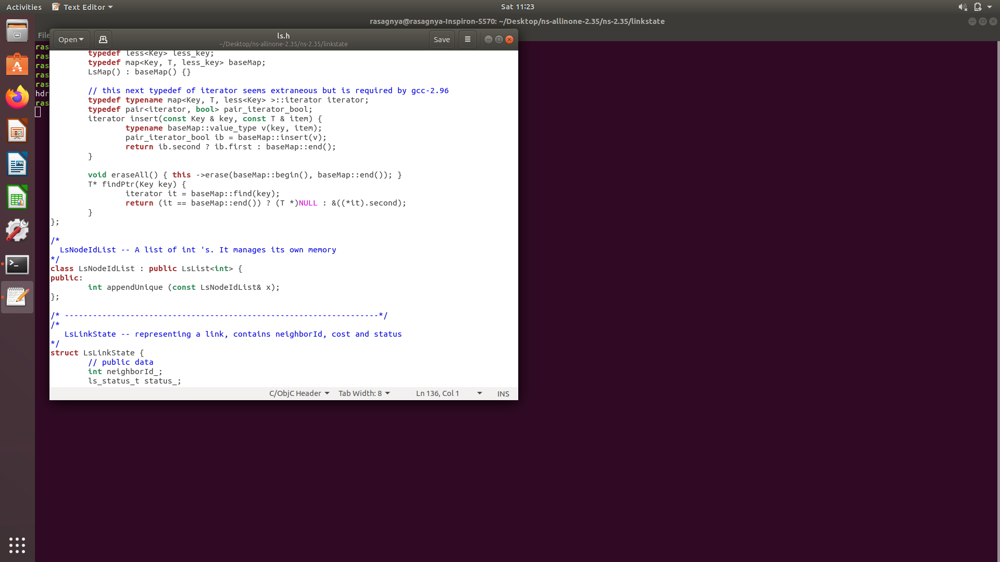 Activities
Text Editor
Sat 11:23
rasagnya@rasagnya-Inspiron-5570: ~/Desktop/ns-allinone-2.35/ns-2.35/linkstate
File
ras
ras
ras
ras
ras
hdr
ras
Open
ls.h
~/Desktop/ns-allinone-2.35/ns-2.35/linkstate
Save
typedef less<Key> less_key;
typedef map<Key, T, less_key> baseMap;
LsMap() : baseMap() {}
// this next typedef of iterator seems extraneous but is required by gcc-2.96
typedef typename map<Key, T, less<Key> >::iterator iterator;
typedef pair<iterator, bool> pair_iterator_bool;
iterator insert(const Key & key, const T & item) {
typename baseMap::value_type v(key, item);
pair_iterator_bool ib = baseMap::insert(v);
return ib.second ? ib.first : baseMap::end();
}
void eraseAll() { this ->erase(baseMap::begin(), baseMap::end()); }
T* findPtr(Key key) {
iterator it = baseMap::find(key);
return (it == baseMap::end()) ? (T *)NULL : &((*it).second);
}
};
/*
LsNodeIdList -- A list of int 's. It manages its own memory
*/
class LsNodeIdList : public LsList<int> {
public:
int appendUnique (const LsNodeIdList& x);
};
/* -------------------------------------------------------------------*/
/*
LsLinkState -- representing a link, contains neighborId, cost and status
*/
struct LsLinkState {
// public data
int neighborId_;
ls_status_t status_;
C/ObjC Header
Tab Width: 8
Ln 136, Col 1
INS